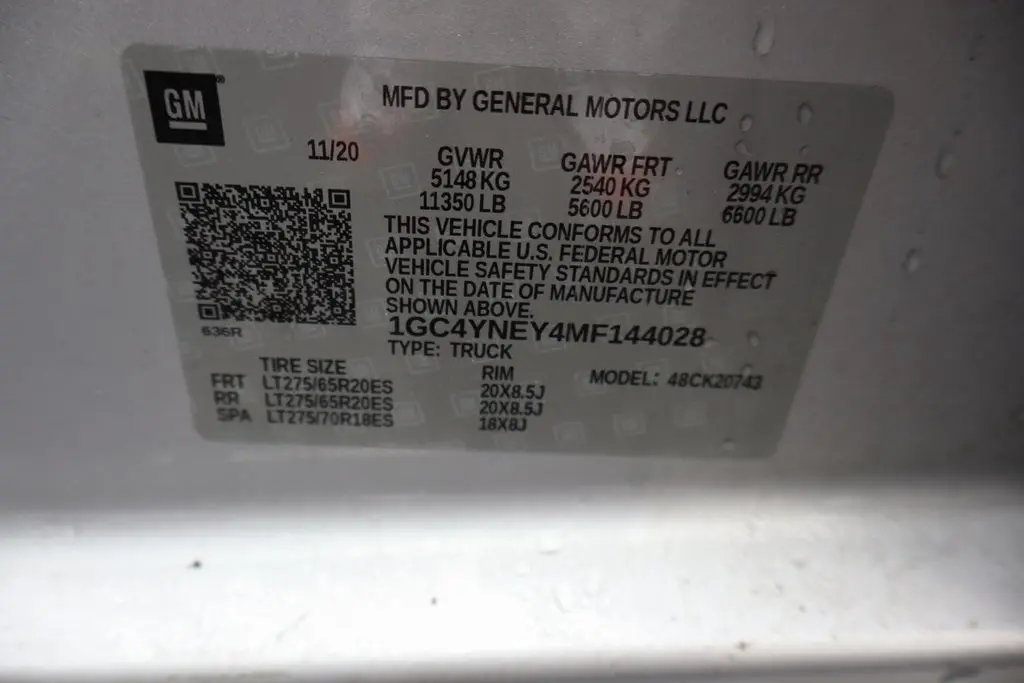 GM
MFD BY GENERAL MOTORS LLC
11/20 GVWR GAWR FRT GAWR RR
5148 KG 2540 KG 2994 KG
11350 LB 5600 LB 6600 LB
THIS VEHICLE CONFORMS TO ALL
APPLICABLE U.S. FEDERAL MOTOR
VEHICLE SAFETY STANDARDS IN EFFECT
ON THE DATE OF MANUFACTURE
SHOWN ABOVE.
636R
1GC4YNEY4MF144028
TYPE: TRUCK
TIRE SIZE RIM MODEL: 48CK20743
FRT LT275/65R20ES 20X8.5J
RR LT275/65R20ES 20X8.5J
SPA LT275/70R18ES 18X8J